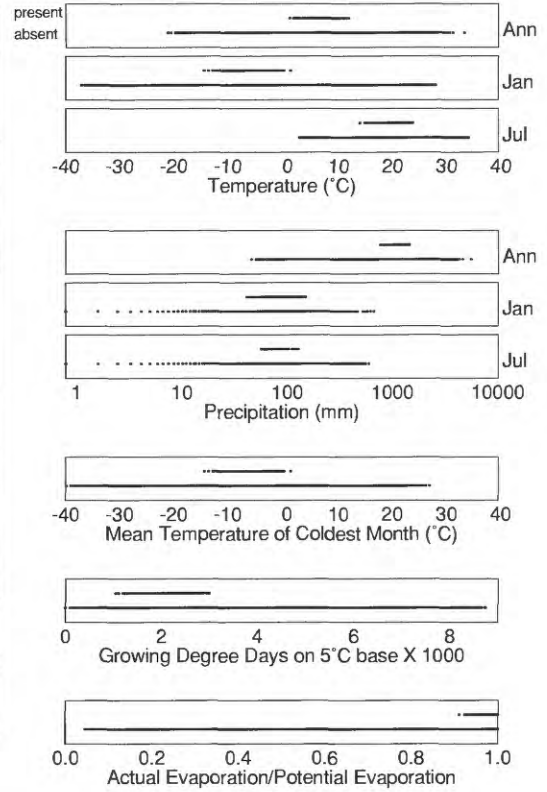 present
absent
Ann
Jan
Jul
-40 -30 -20 -10 0 10 20 30 40
Temperature (˚C)
Ann
Jan
Jul
1 10 100 1000 10000
Precipitation (mm)
-40 -30 -20 -10 0 10 20 30 40
Mean Temperature of Coldest Month (˚C)
0 2 4 6 8
Growing Degree Days on 5˚C base X 1000
0.0 0.2 0.4 0.6 0.8 1.0
Actual Evaporation/Potential Evaporation